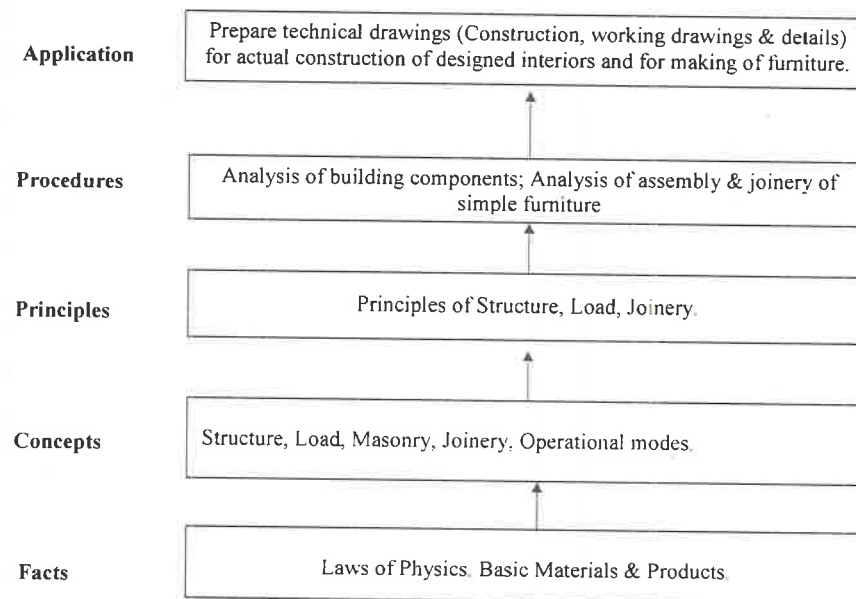 Prepare technical drawings (Construction, working drawings & details)
Application
for actual construction of designed interiors and for making of furniture.
Procedures
Analysis of building components; Analysis of assembly & joinery of
simple furniture
Principles
Principles of Structure, Load, Joinery.
Concepts
Structure, Load, Masonry, Joinery, Operational modes.
Facts
Laws of Physics. Basic Materials & Products.